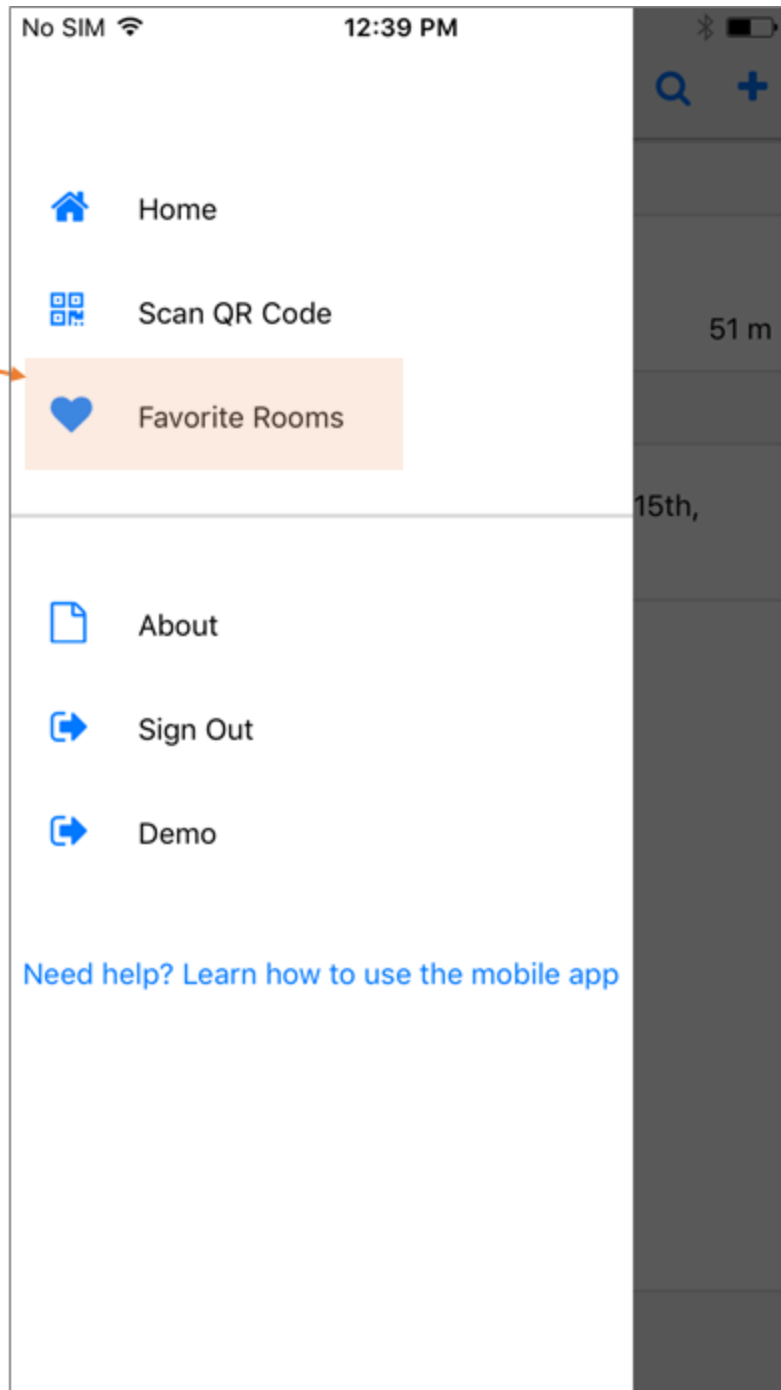 No SIM 12:39 PM
Home
Scan QR Code
51 m
Favorite Rooms
15th,
About
Sign Out
Demo
Need help? Learn how to use the mobile app